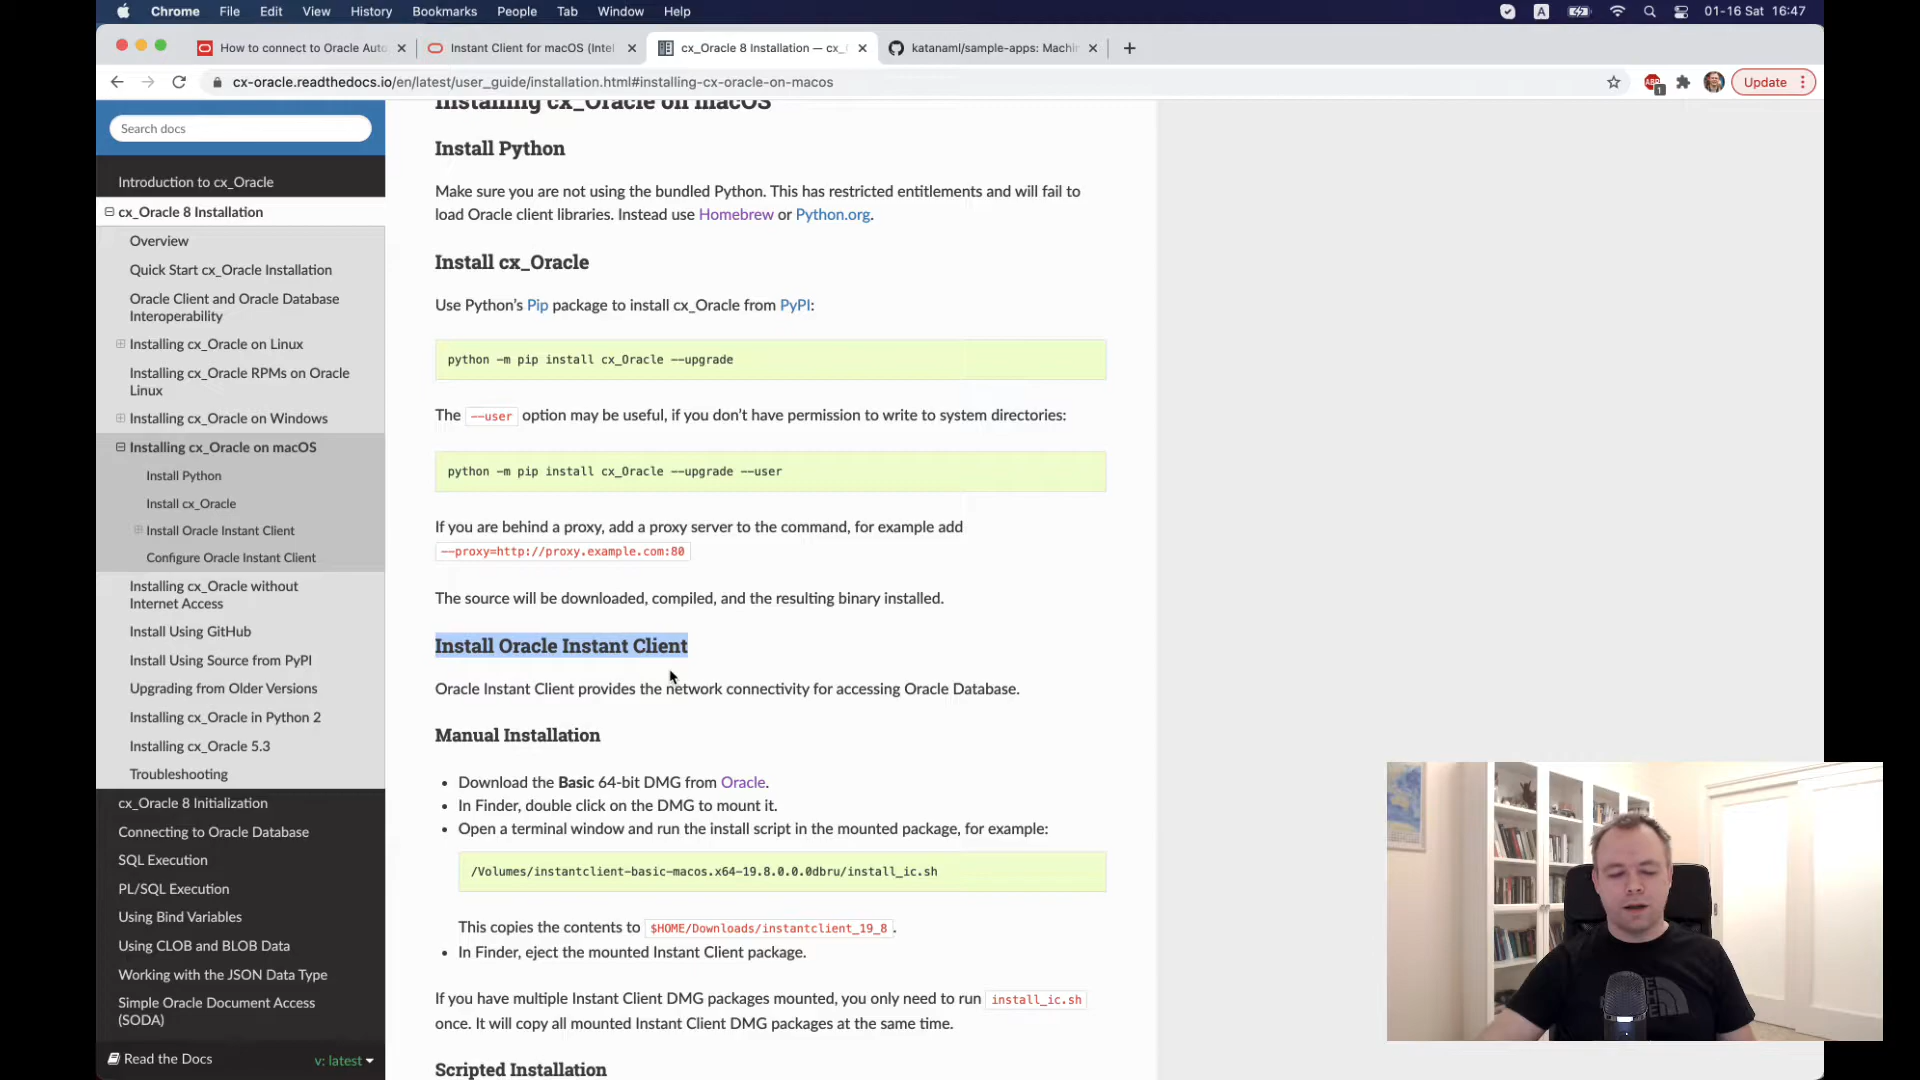 Chrome File Edit View History Bookmarks People Tab Window Help
A
01-16 Sat 16:47
How to connect to Oracle Auto
Instant Client for macOS (Intel
cx_Oracle 8 Installation — cx_
katanaml/sample-apps: Machin
cx-oracle.readthedocs.io/en/latest/user_guide/installation.html#installing-cx-oracle-on-macos
ABP
1
Update
Search docs
Introduction to cx_Oracle
cx_Oracle 8 Installation
Overview
Quick Start cx_Oracle Installation
Oracle Client and Oracle Database
Interoperability
Installing cx_Oracle on Linux
Installing cx_Oracle RPMs on Oracle
Linux
Installing cx_Oracle on Windows
Installing cx_Oracle on macOS
Install Python
Install cx_Oracle
Install Oracle Instant Client
Configure Oracle Instant Client
Installing cx_Oracle without
Internet Access
Install Using GitHub
Install Using Source from PyPI
Upgrading from Older Versions
Installing cx_Oracle in Python 2
Installing cx_Oracle 5.3
Troubleshooting
cx_Oracle 8 Initialization
Connecting to Oracle Database
SQL Execution
PL/SQL Execution
Using Bind Variables
Using CLOB and BLOB Data
Working with the JSON Data Type
Simple Oracle Document Access
(SODA)
Read the Docs
v: latest
Installing cx_Oracle on macOS
Install Python
Make sure you are not using the bundled Python. This has restricted entitlements and will fail to
load Oracle client libraries. Instead use Homebrew or Python.org.
Install cx_Oracle
Use Python's Pip package to install cx_Oracle from PyPI:
python -m pip install cx_Oracle --upgrade
The --user option may be useful, if you don't have permission to write to system directories:
python -m pip install cx_Oracle --upgrade --user
If you are behind a proxy, add a proxy server to the command, for example add
--proxy=http://proxy.example.com:80
The source will be downloaded, compiled, and the resulting binary installed.
Install Oracle Instant Client
Oracle Instant Client provides the network connectivity for accessing Oracle Database.
Manual Installation
• Download the Basic 64-bit DMG from Oracle.
• In Finder, double click on the DMG to mount it.
• Open a terminal window and run the install script in the mounted package, for example:
/Volumes/instantclient-basic-macos.x64-19.8.0.0.0dbru/install_ic.sh
This copies the contents to $HOME/Downloads/instantclient_19_8.
• In Finder, eject the mounted Instant Client package.
If you have multiple Instant Client DMG packages mounted, you only need to run install_ic.sh
once. It will copy all mounted Instant Client DMG packages at the same time.
Scripted Installation